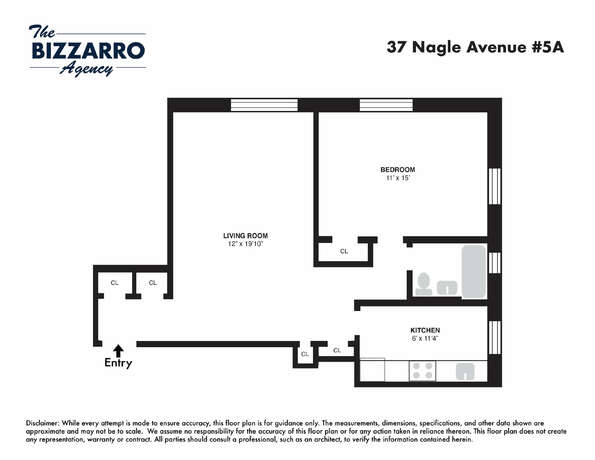 The
BIZZARRO
Agency
37 Nagle Avenue #5A
BEDROOM
11' x 15'
LIVING ROOM
12" x 19'10"
CL
CL
CL
KITCHEN
6' x 11'4"
CL
CL
Entry
Disclaimer: While every attempt is made to ensure accuracy, this floor plan is for guidance only. The measurements, dimensions, specifications, and other data shown are
approximate and may not be to scale. We assume no responsibility for the accuracy of this floor plan or for any action taken in reliance thereon. This floor plan does not create
any representation, warranty or contract. All parties should consult a professional, such as an architect, to verify the information contained herein.